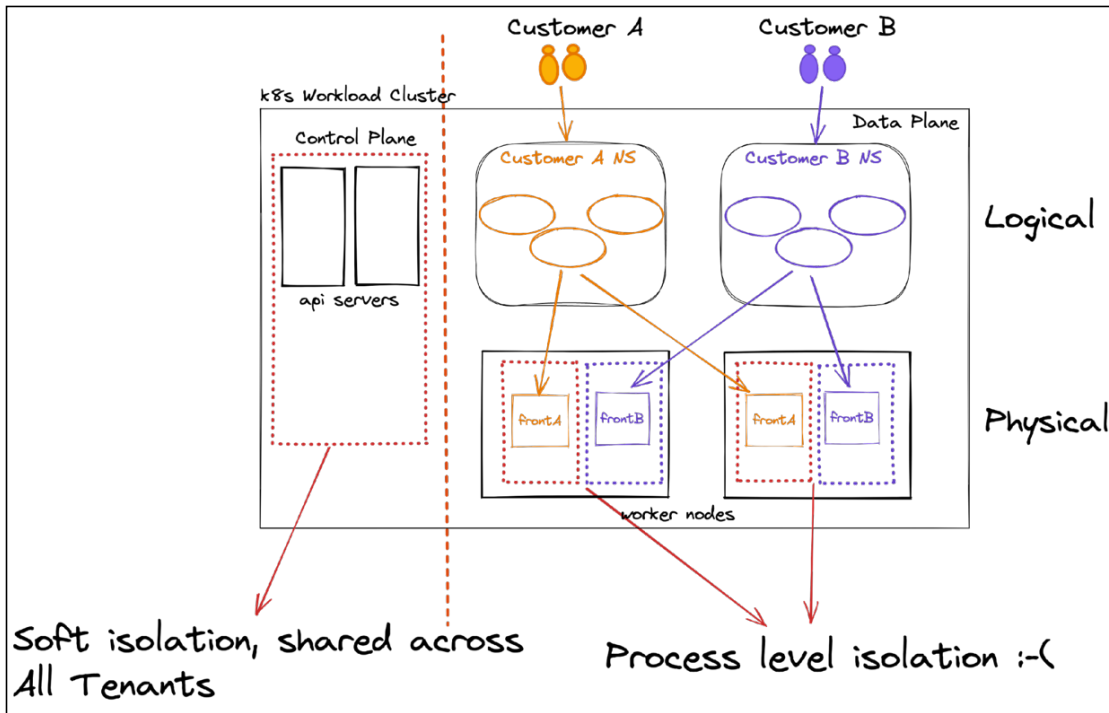 Customer A
Customer B
k8s Workload Cluster
Data Plane
Control Plane
Customer A NS
Customer B NS
Logical
api servers
frontA
frontB
frontA
frontB
Physical
worker nodes
Soft isolation, shared across
All Tenants
Process level isolation :-(